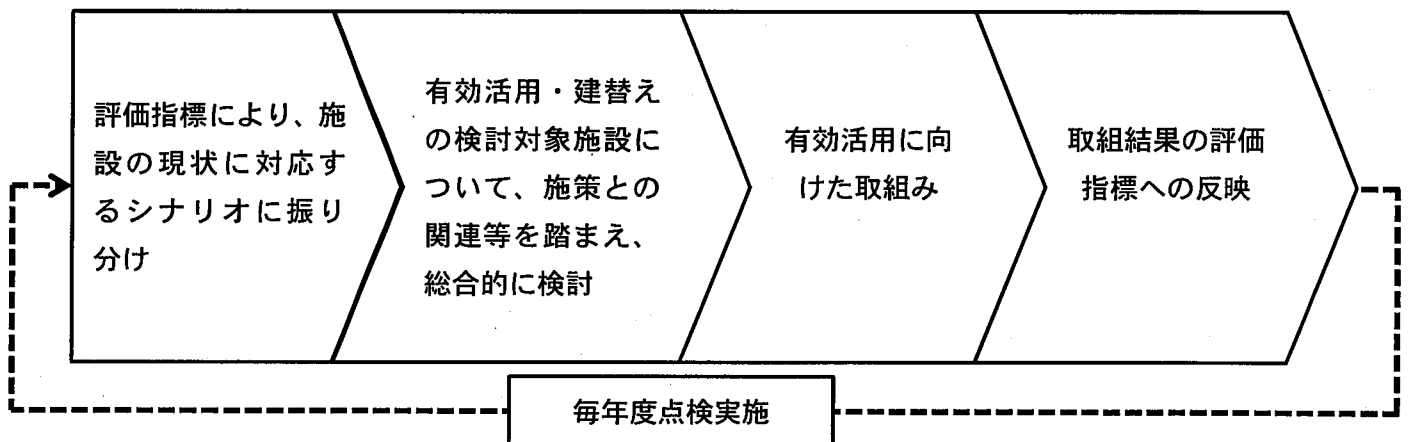 評価指標により、施
設の現状に対応す
るシナリオに振り
分け
有効活用・建替え
の検討対象施設に
ついて、施策との
関連等を踏まえ、
総合的に検討
有効活用に向
けた取組み
取組結果の評価
指標への反映
毎年度点検実施